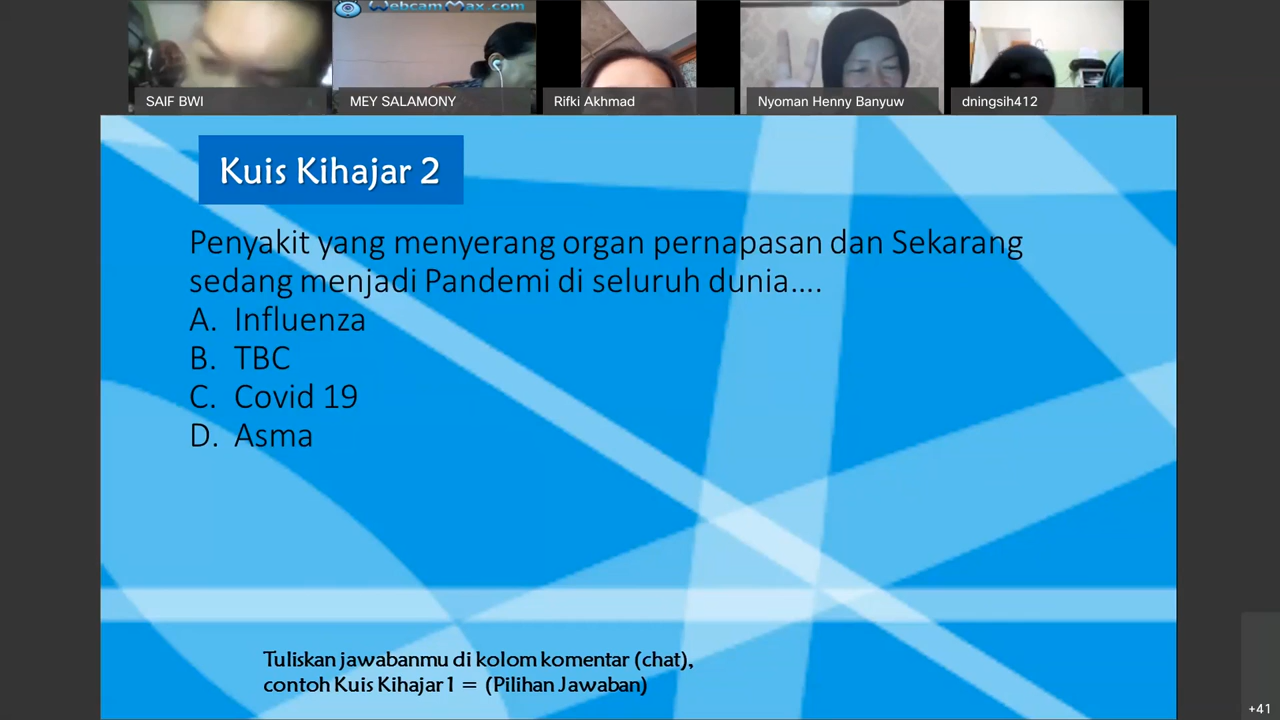 WebcamMax.com
SAIF BWI
MEY SALAMONY
Rifki Akhmad
Nyoman Henny Banyuw
dningsih412
Kuis Kihajar 2
Penyakit yang menyerang organ pernapasan dan Sekarang
sedang menjadi Pandemi di seluruh dunia....
A. Influenza
B. TBC
C. Covid 19
D. Asma
Tuliskan jawabanmu di kolom komentar (chat),
contoh Kuis Kihajar 1 = (Pilihan Jawaban)
+41